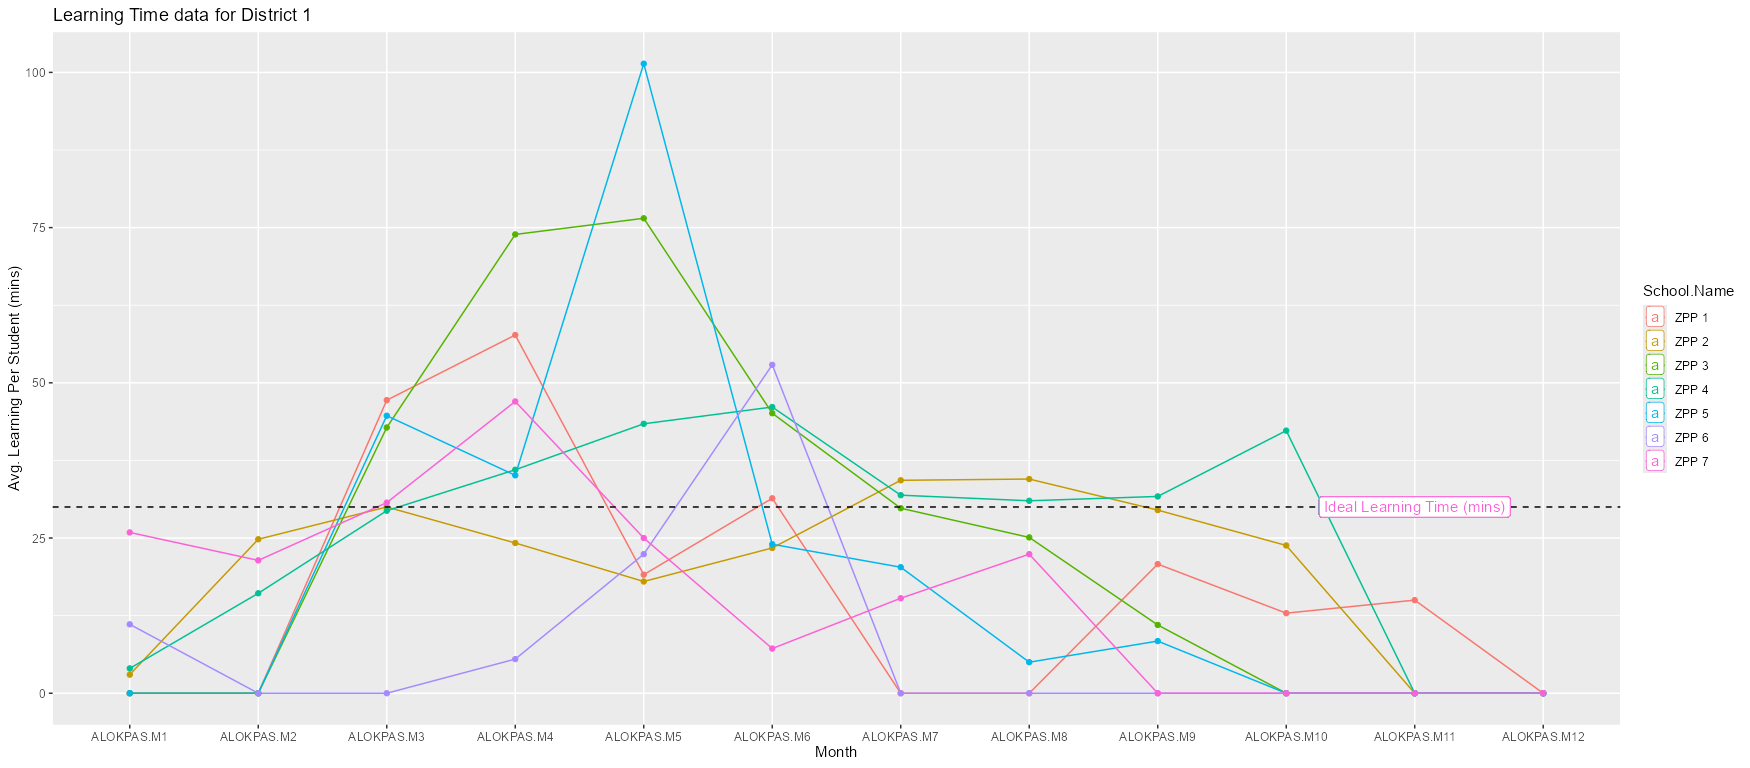 Learning Time data for District 1
Avg. Learning Per Student (mins)
100
75
50
25
0
Ideal Learning Time (mins)
ALOKPAS.M1 ALOKPAS.M2 ALOKPAS.M3 ALOKPAS.M4 ALOKPAS.M5 ALOKPAS.M6 ALOKPAS.M7 ALOKPAS.M8 ALOKPAS.M9 ALOKPAS.M10 ALOKPAS.M11 ALOKPAS.M12
Month
School.Name
a ZPP 1
a ZPP 2
a ZPP 3
a ZPP 4
a ZPP 5
a ZPP 6
a ZPP 7